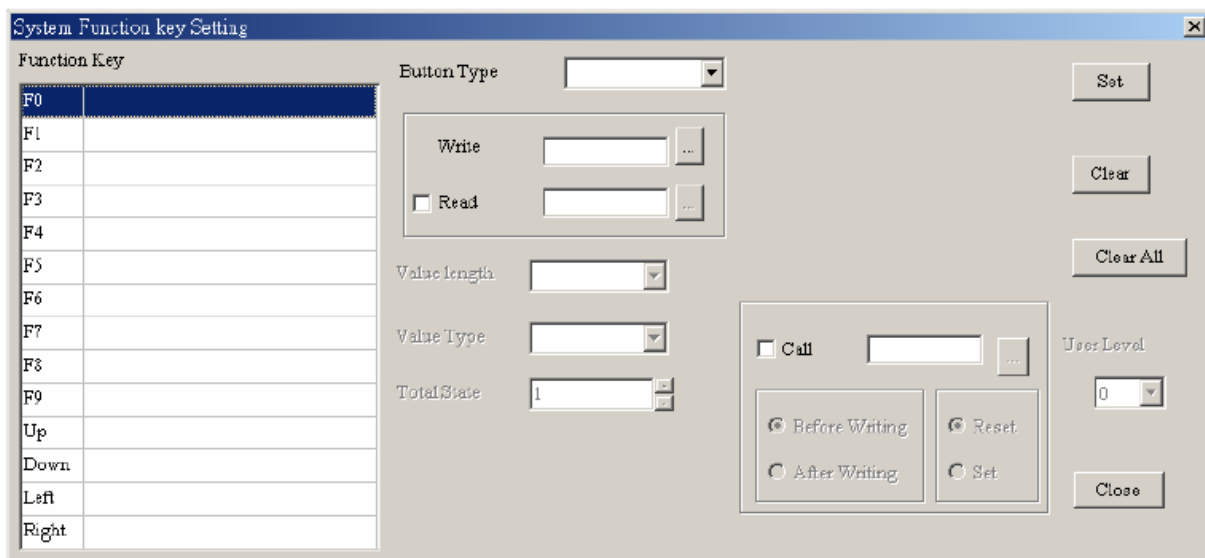 System Function key Setting
Function Key
F0
F1
F2
F3
F4
F5
F6
F7
F8
F9
Up
Down
Left
Right
Button Type
Write
...
Read
...
Value length
Value Type
Total State
1
Call
...
Before Writing
After Writing
Reset
Set
Set
Clear
Clear All
User Level
0
Close